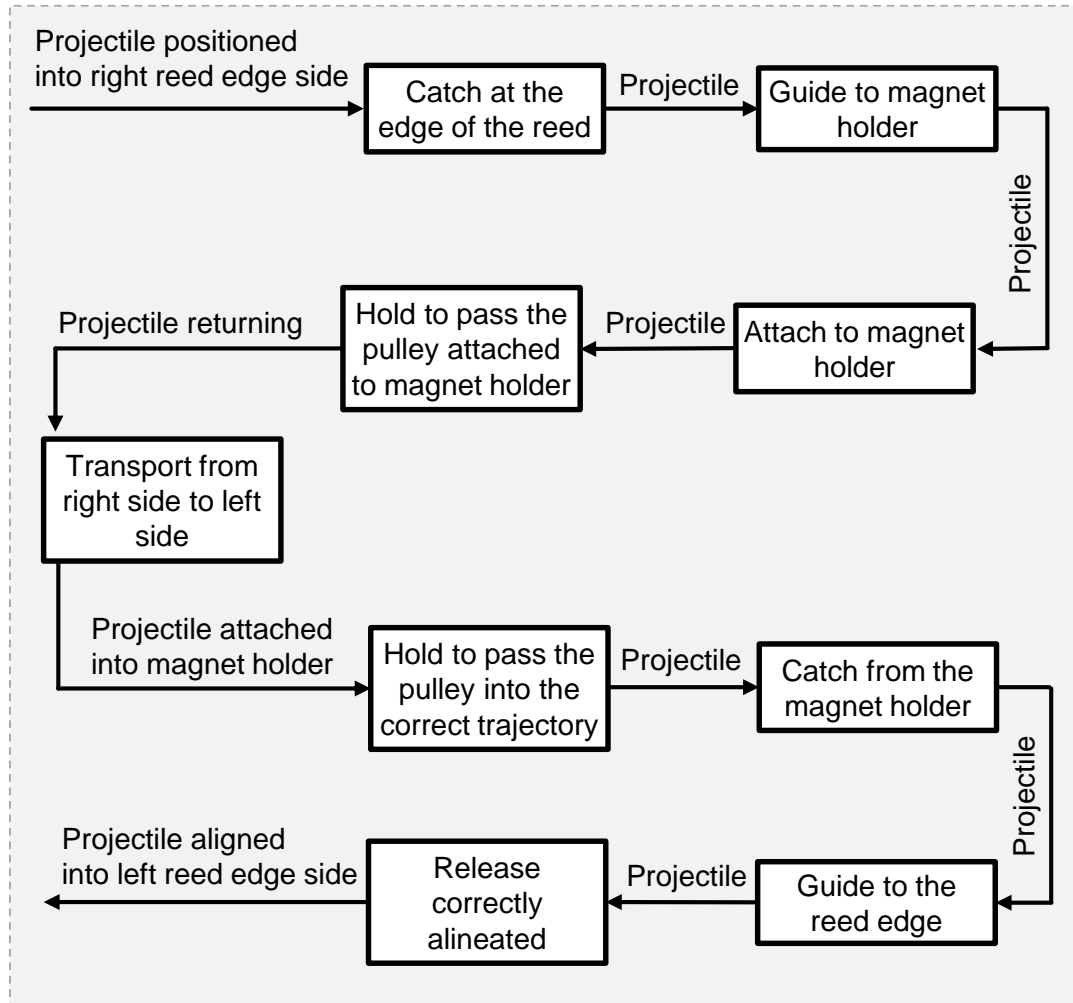 Projectile positioned
into right reed edge side
Catch at the
edge of the reed
Projectile
Guide to magnet
holder
Projectile
Attach to magnet
holder
Projectile
Hold to pass the
pulley attached
to magnet holder
Projectile returning
Transport from
right side to left
side
Projectile attached
into magnet holder
Hold to pass the
pulley into the
correct trajectory
Projectile
Catch from the
magnet holder
Projectile
Guide to the
reed edge
Projectile
Release
correctly
alineated
Projectile aligned
into left reed edge side